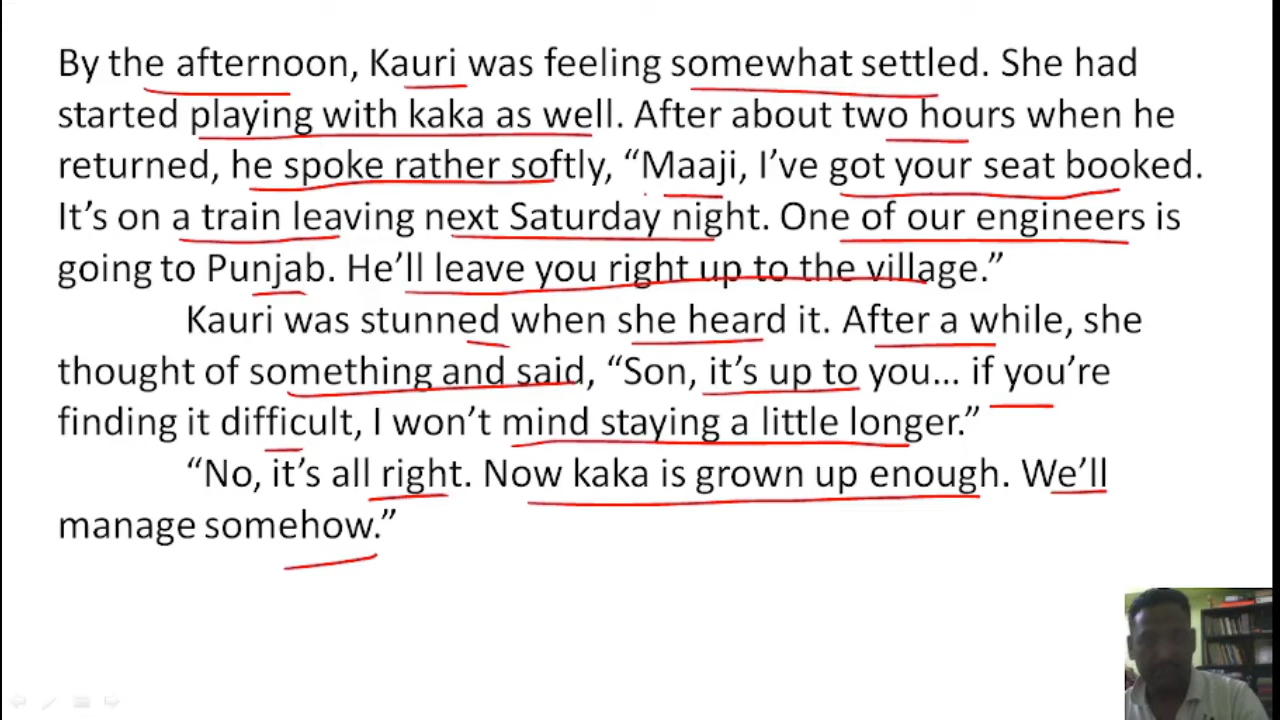 By the afternoon, Kauri was feeling somewhat settled. She had
started playing with kaka as well. After about two hours when he
returned, he spoke rather softly, “Maaji, I’ve got your seat booked.
It’s on a train leaving next Saturday night. One of our engineers is
going to Punjab. He’ll leave you right up to the village.”
Kauri was stunned when she heard it. After a while, she
thought of something and said, “Son, it’s up to you... if you’re
finding it difficult, I won’t mind staying a little longer.”
“No, it’s all right. Now kaka is grown up enough. We’ll
manage somehow.”